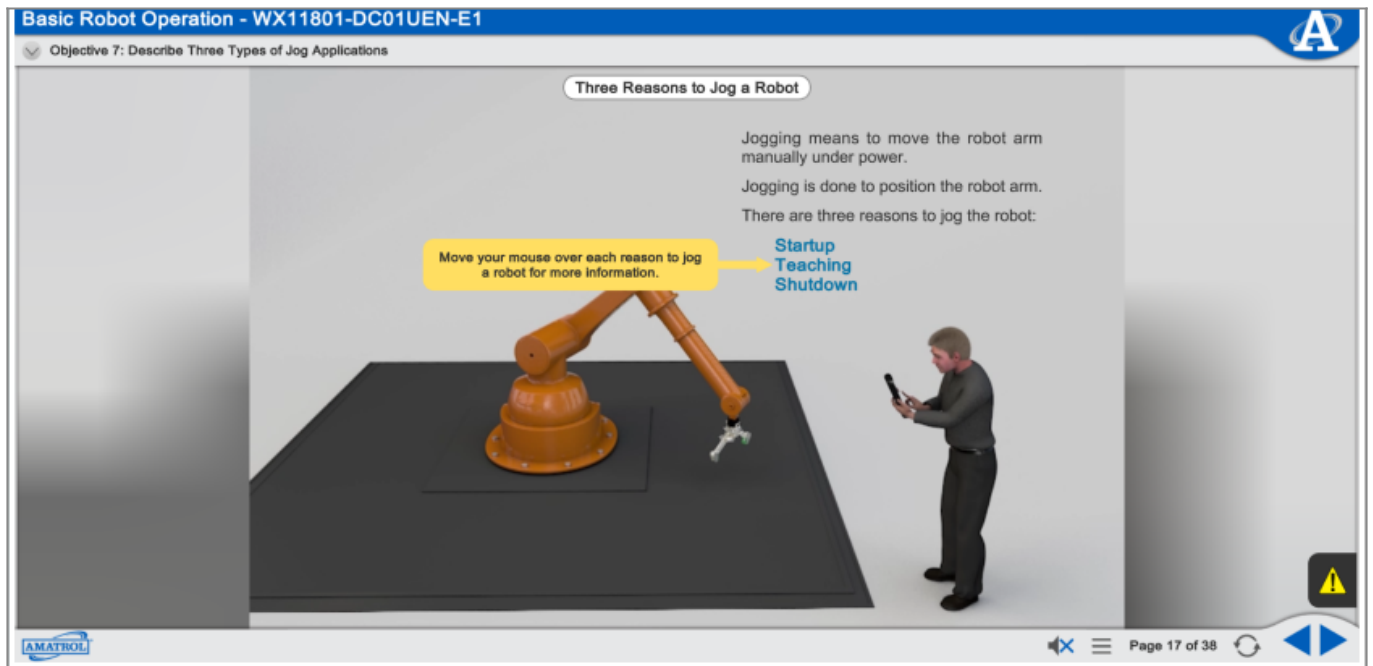 Basic Robot Operation - WX11801-DC01UEN-E1
A
Objective 7: Describe Three Types of Jog Applications
Three Reasons to Jog a Robot
Jogging means to move the robot arm
manually under power.
Jogging is done to position the robot arm.
There are three reasons to jog the robot:
Move your mouse over each reason to jog
a robot for more information.
Startup
Teaching
Shutdown
AMATROL
Page 17 of 38